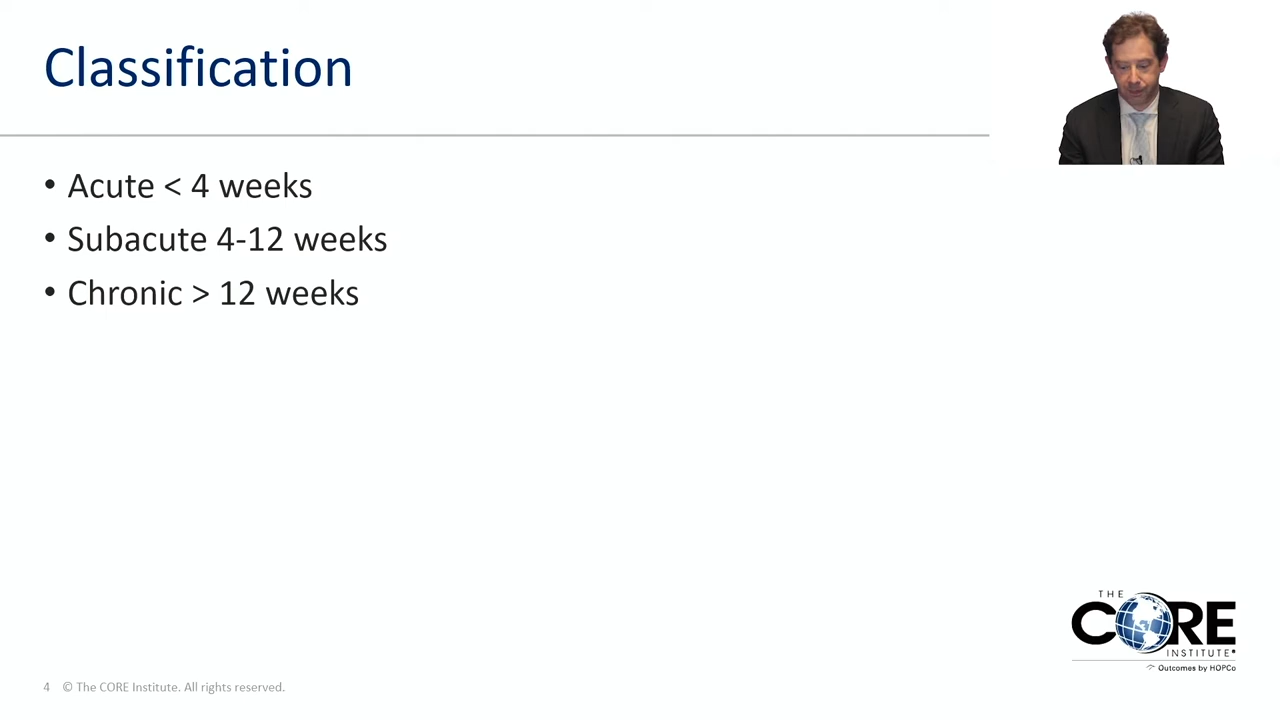 Classification
• Acute < 4 weeks
• Subacute 4-12 weeks
• Chronic > 12 weeks
THE
CORE
INSTITUTE
Outcomes by HOPCo
4 © The CORE Institute. All rights reserved.